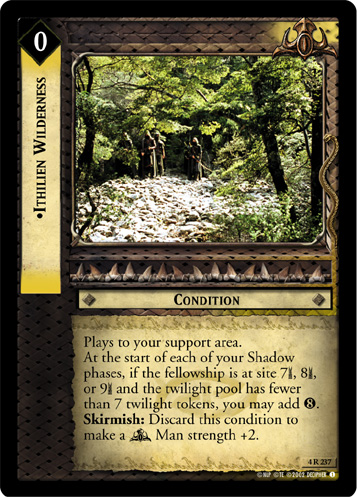 0
•Ithilien Wilderness
Condition
Plays to your support area.
At the start of each of your Shadow
phases, if the fellowship is at site 7, 8,
or 9 and the twilight pool has fewer
than 7 twilight tokens, you may add 8.
Skirmish: Discard this condition to
make a Man strength +2.
4 R 237